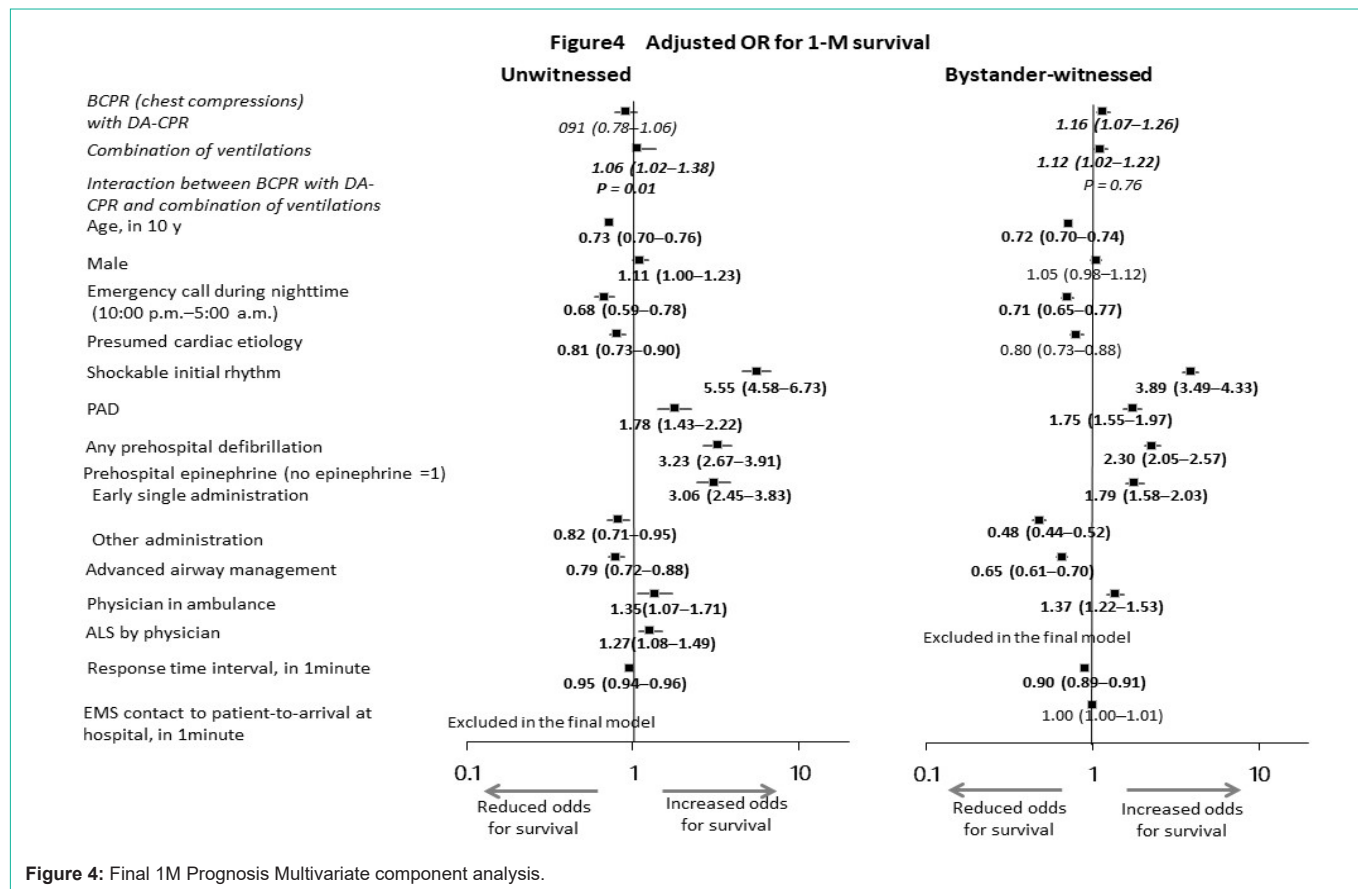 Figure4 Adjusted OR for 1-M survival
Unwitnessed Bystander-witnessed
BCPR (chest compressions)
with DA-CPR
091 (0.78–1.06) 1.16 (1.07–1.26)
Combination of ventilations
1.06 (1.02–1.38) 1.12 (1.02–1.22)
Interaction between BCPR with DA-
CPR and combination of ventilations
P = 0.01 P = 0.76
Age, in 10 y
0.73 (0.70–0.76) 0.72 (0.70–0.74)
Male
1.11 (1.00–1.23) 1.05 (0.98–1.12)
Emergency call during nighttime
(10:00 p.m.–5:00 a.m.)
0.68 (0.59–0.78) 0.71 (0.65–0.77)
Presumed cardiac etiology
0.81 (0.73–0.90) 0.80 (0.73–0.88)
Shockable initial rhythm
5.55 (4.58–6.73) 3.89 (3.49–4.33)
PAD
1.78 (1.43–2.22) 1.75 (1.55–1.97)
Any prehospital defibrillation
3.23 (2.67–3.91) 2.30 (2.05–2.57)
Prehospital epinephrine (no epinephrine =1)
Early single administration
3.06 (2.45–3.83) 1.79 (1.58–2.03)
Other administration
0.82 (0.71–0.95) 0.48 (0.44–0.52)
Advanced airway management
0.79 (0.72–0.88) 0.65 (0.61–0.70)
Physician in ambulance
1.35(1.07–1.71) 1.37 (1.22–1.53)
ALS by physician
1.27(1.08–1.49) Excluded in the final model
Response time interval, in 1minute
0.95 (0.94–0.96) 0.90 (0.89–0.91)
EMS contact to patient-to-arrival at
hospital, in 1minute
Excluded in the final model 1.00 (1.00–1.01)
0.1 1 10 0.1 1 10
Reduced odds Increased odds Reduced odds Increased odds
for survival for survival for survival for survival
Figure 4: Final 1M Prognosis Multivariate component analysis.